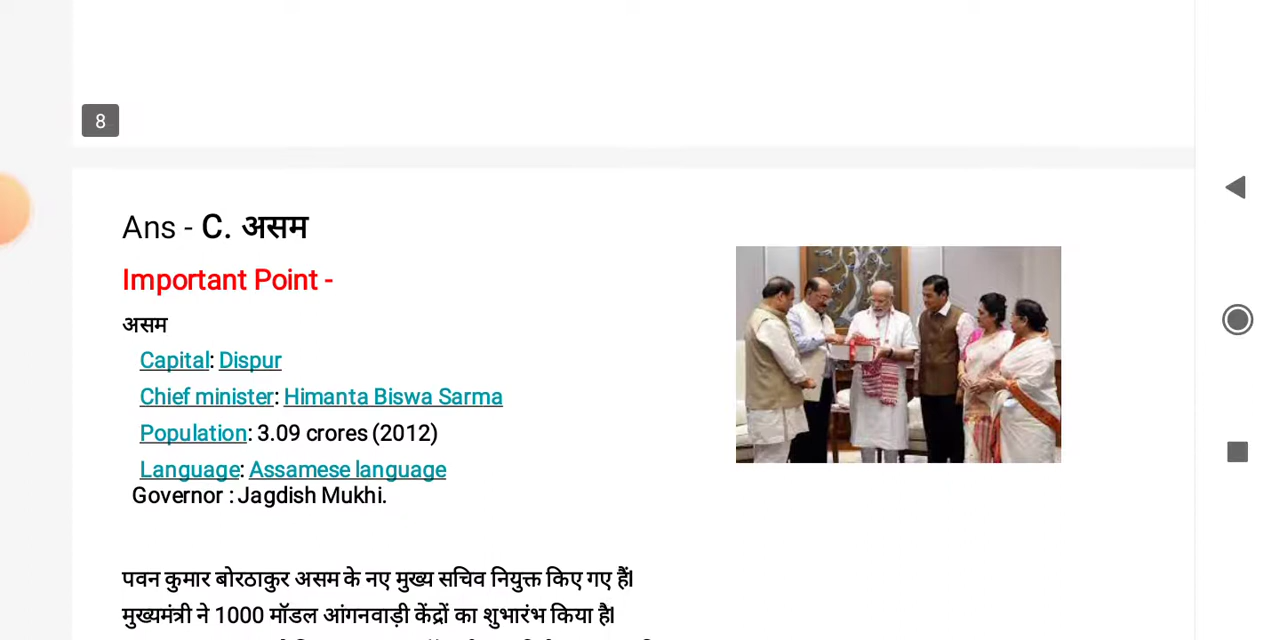 8
Ans - C. असम
Important Point -
असम
Capital: Dispur
Chief minister: Himanta Biswa Sarma
Population: 3.09 crores (2012)
Language: Assamese language
Governor : Jagdish Mukhi.
पवन कुमार बोरठाकुर असम के नए मुख्य सचिव नियुक्त किए गए हैं।
मुख्यमंत्री ने 1000 मॉडल आंगनवाड़ी केंद्रों का शुभारंभ किया है।